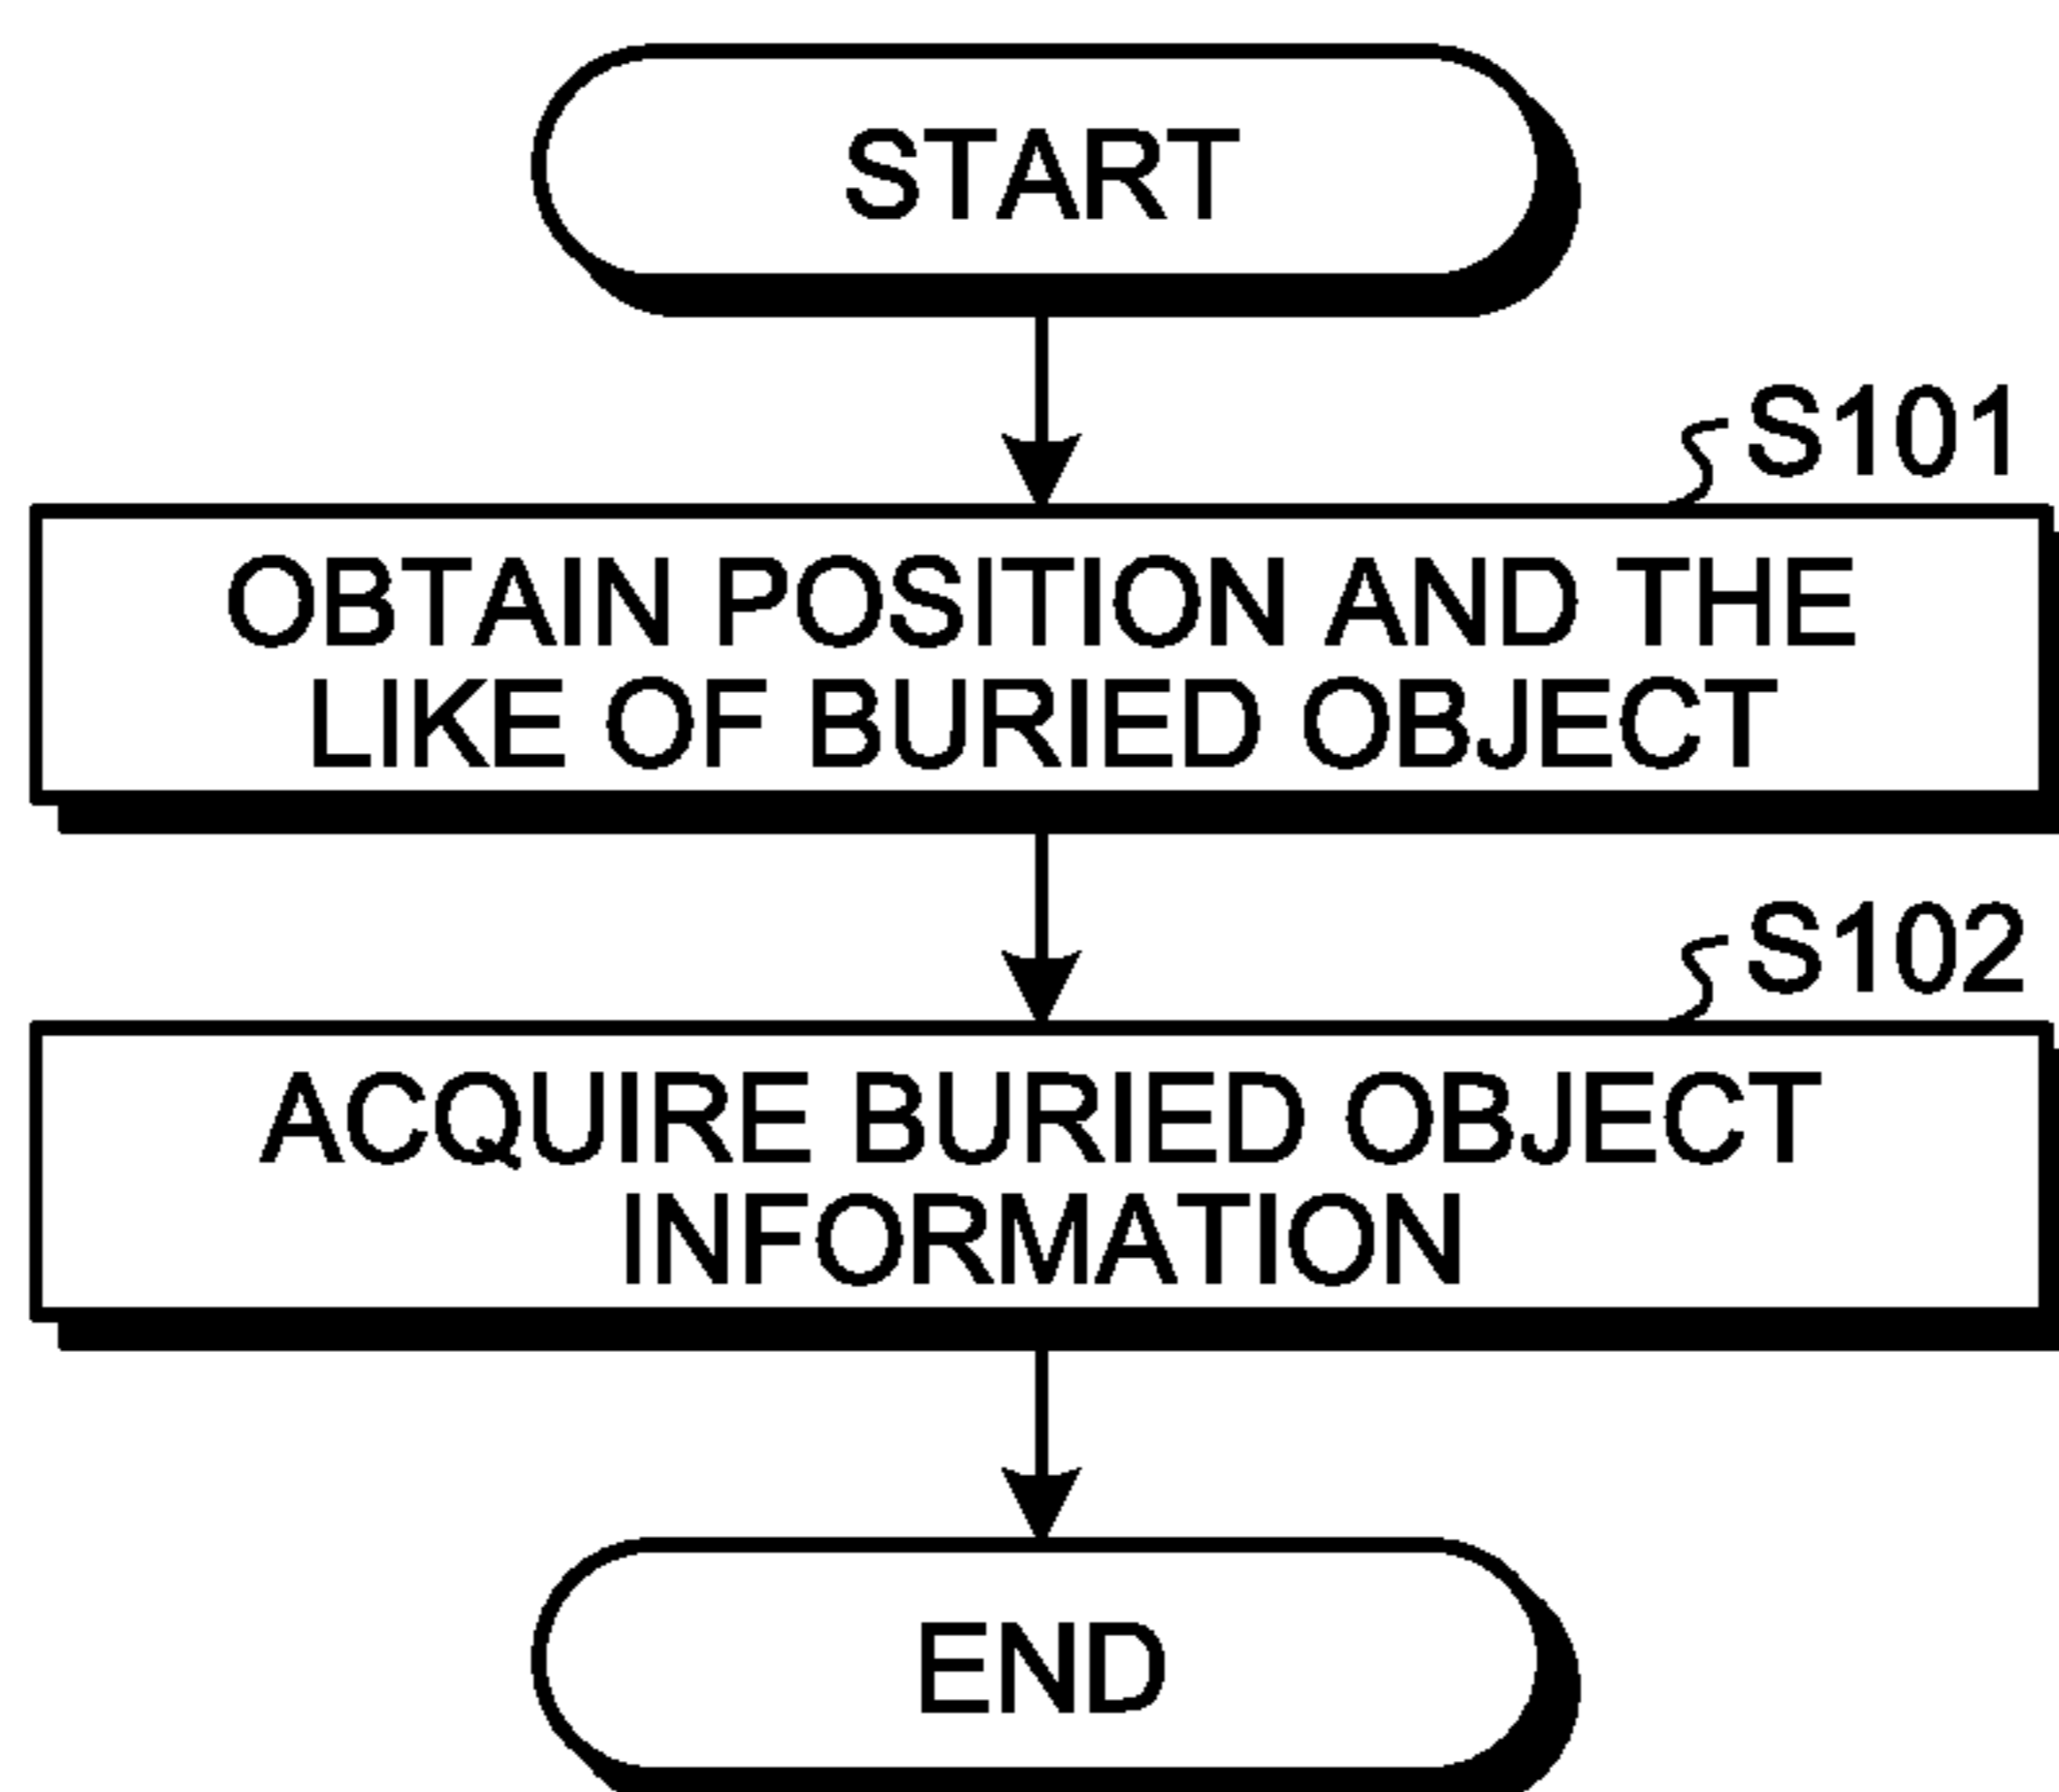 START
S101
OBTAIN POSITION AND THE
LIKE OF BURIED OBJECT
S102
ACQUIRE BURIED OBJECT
INFORMATION
END